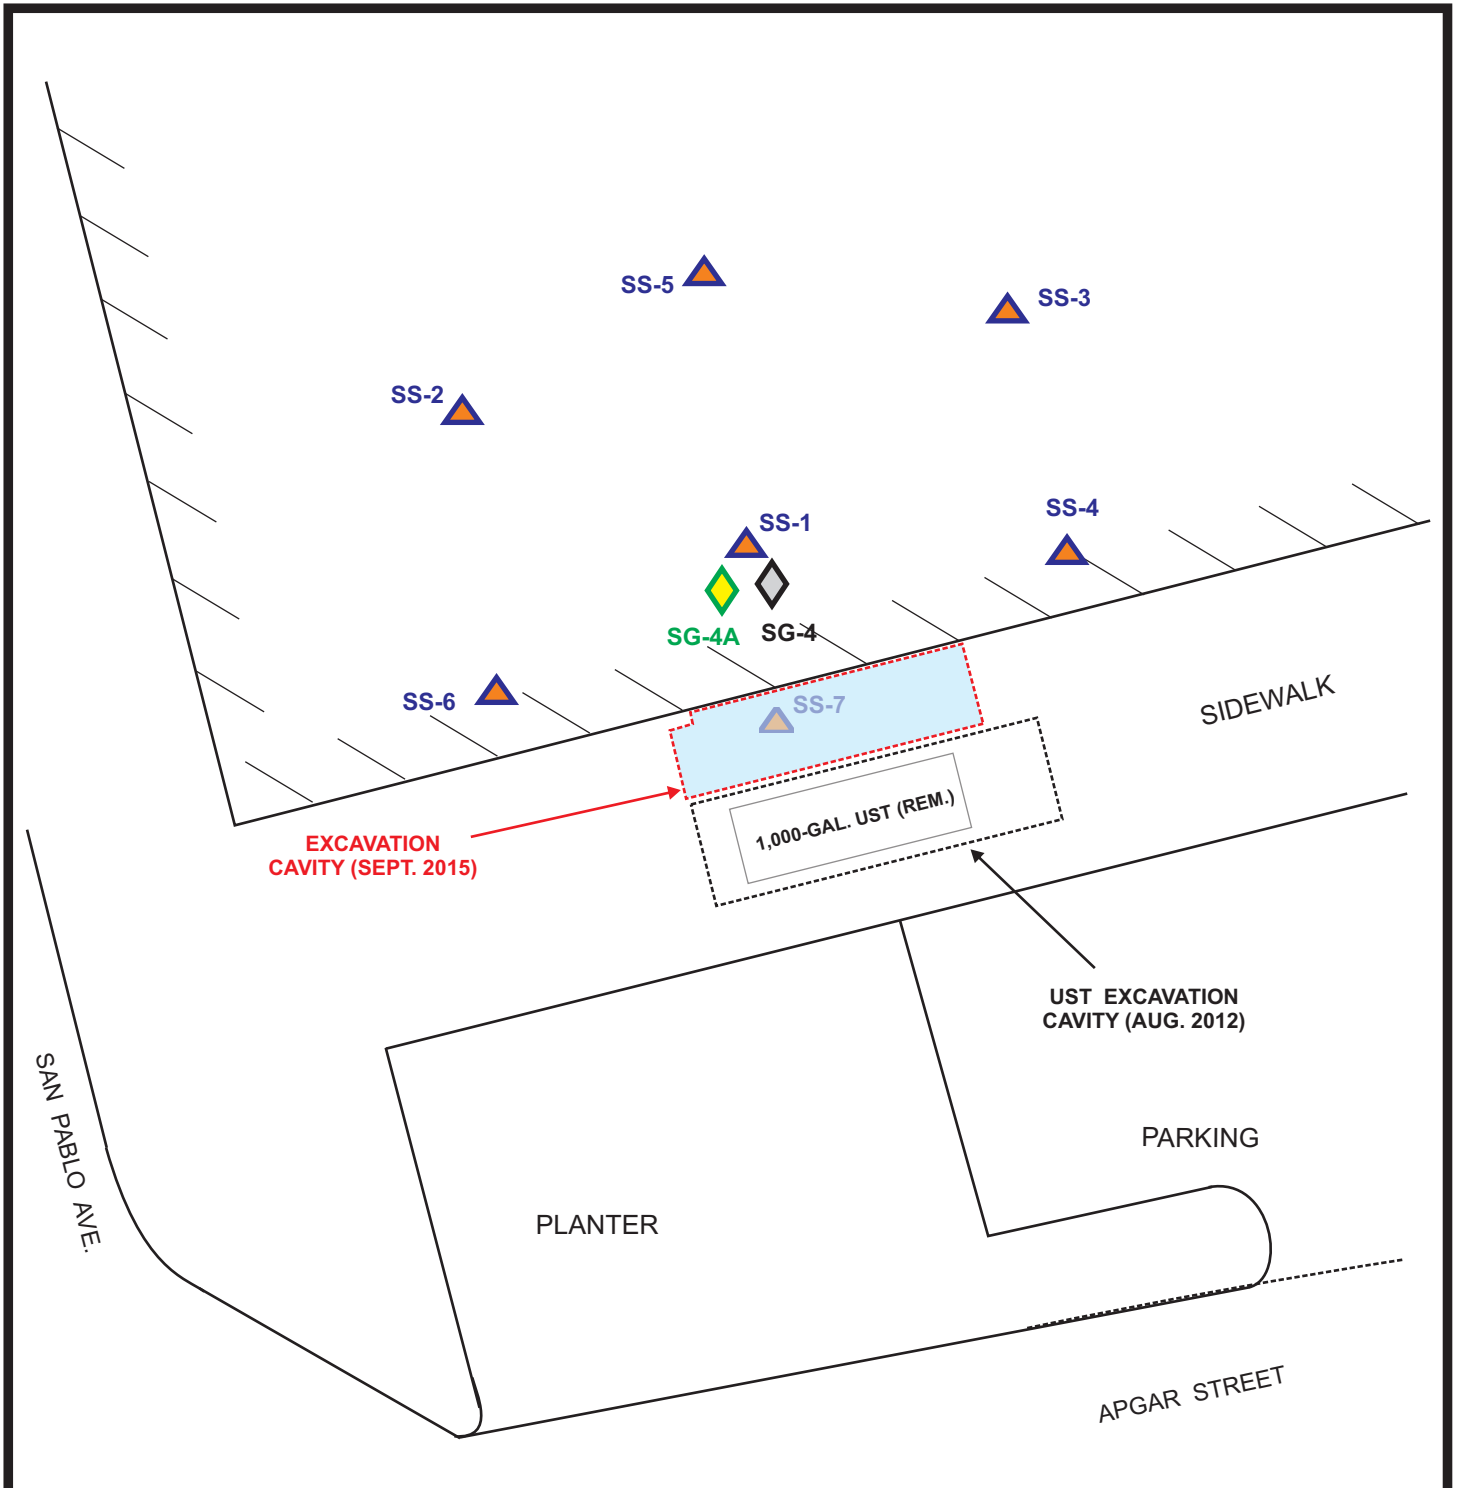 SS-5
SS-3
SS-2
SS-4
SS-1
SG-4A
SG-4
SS-6
SS-7
SIDEWALK
1,000-GAL. UST (REM.)
EXCAVATION
CAVITY (SEPT. 2015)
UST EXCAVATION
CAVITY (AUG. 2012)
SAN PABLO AVE.
PARKING
PLANTER
APGAR STREET